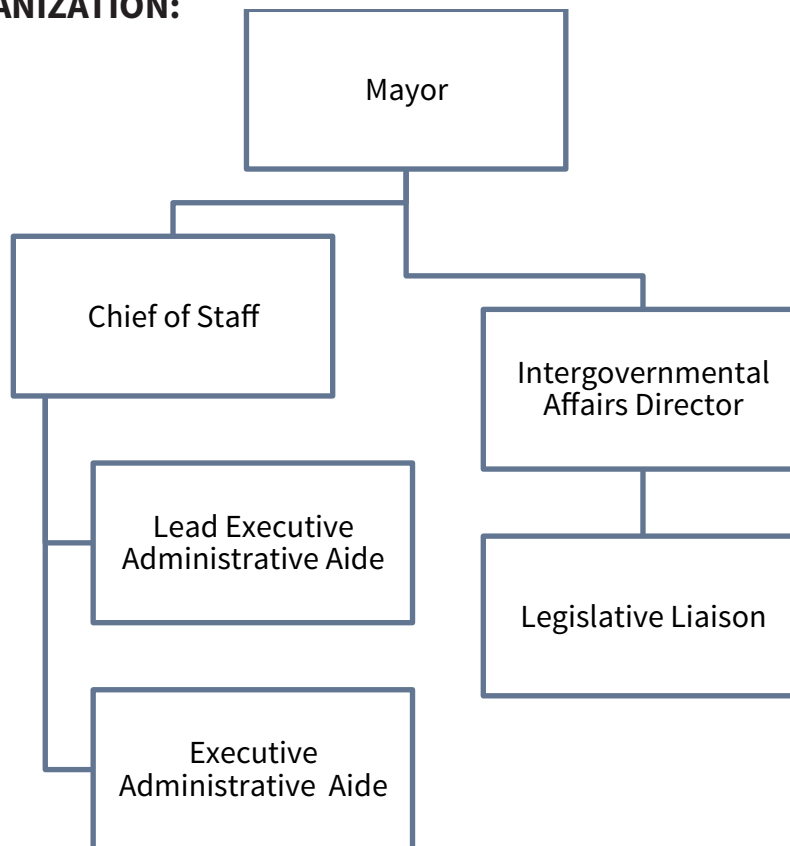 ANIZATION:
Mayor
Chief of Staff
Intergovernmental
Affairs Director
Lead Executive
Administrative Aide
Legislative Liaison
Executive
Administrative  Aide